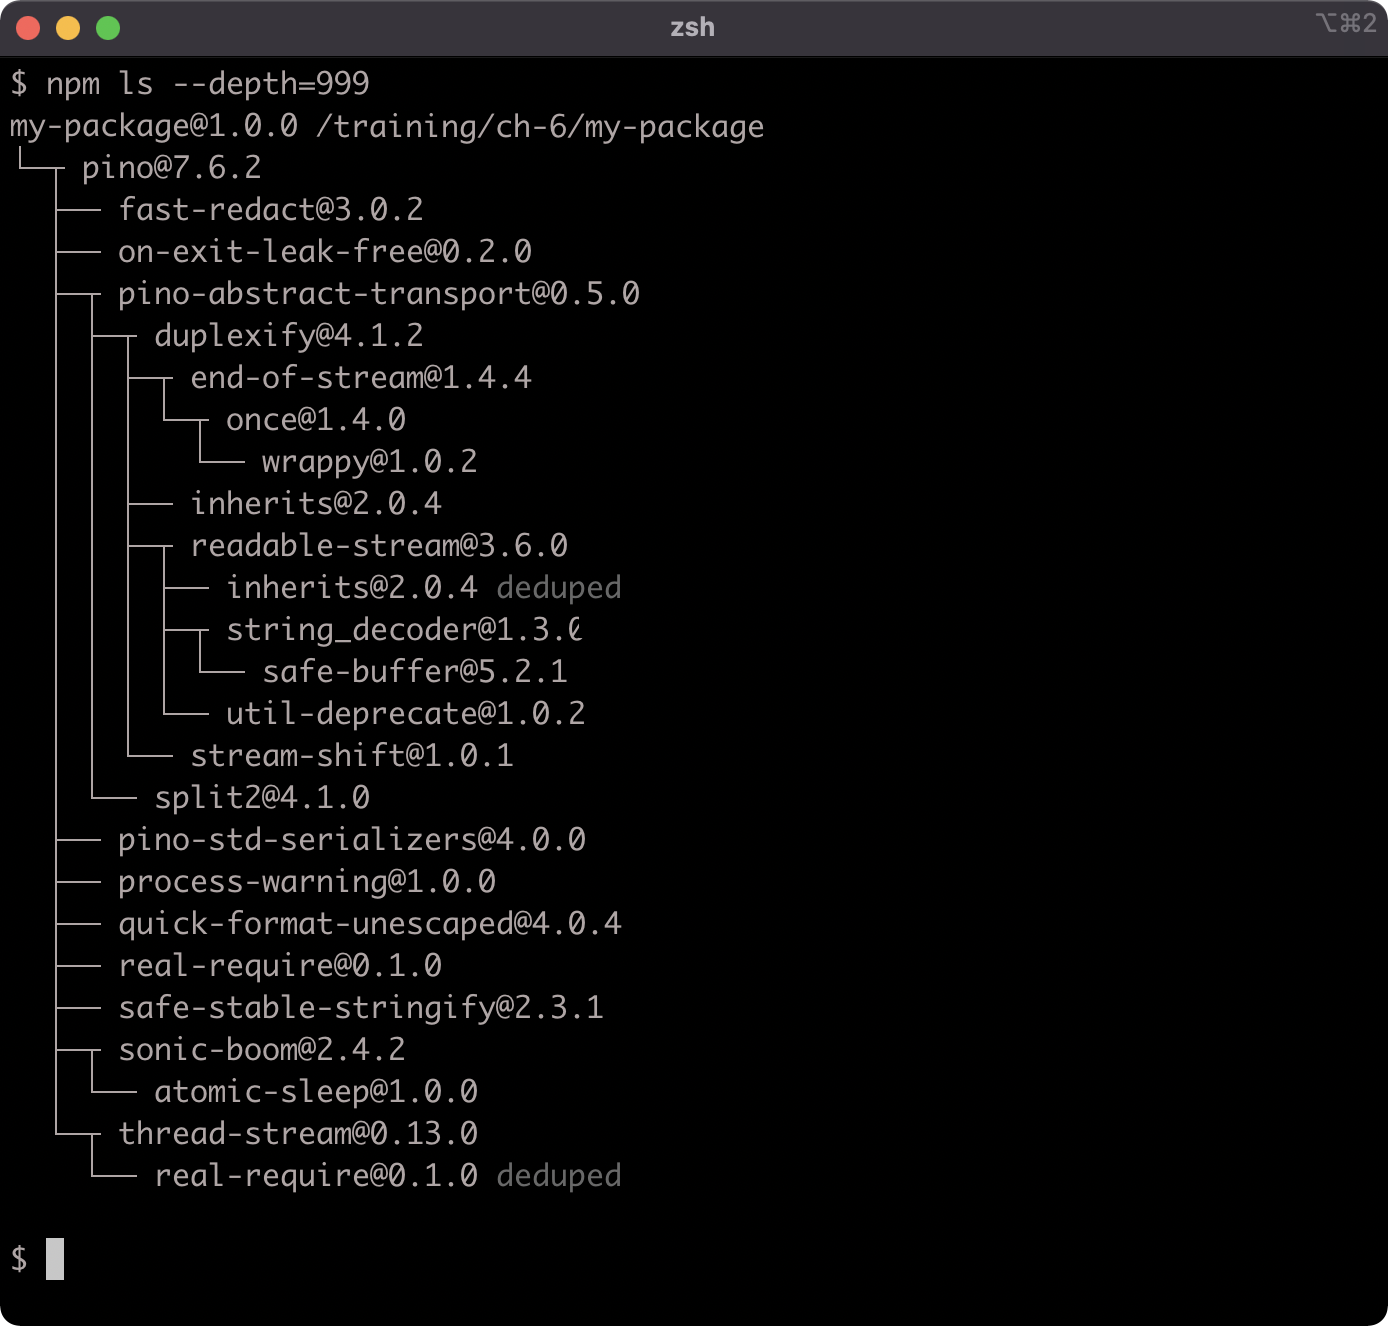 zsh
⌥⌘2
$ npm ls --depth=999
my-package@1.0.0 /training/ch-6/my-package
└─┬ pino@7.6.2
  ├── fast-redact@3.0.2
  ├── on-exit-leak-free@0.2.0
  ├─┬ pino-abstract-transport@0.5.0
  │ ├─┬ duplexify@4.1.2
  │ │ ├─┬ end-of-stream@1.4.4
  │ │ │ └─┬ once@1.4.0
  │ │ │   └── wrappy@1.0.2
  │ │ ├── inherits@2.0.4
  │ │ ├─┬ readable-stream@3.6.0
  │ │ │ ├── inherits@2.0.4 deduped
  │ │ │ ├─┬ string_decoder@1.3.0
  │ │ │ │ └── safe-buffer@5.2.1
  │ │ │ └── util-deprecate@1.0.2
  │ │ └── stream-shift@1.0.1
  │ └── split2@4.1.0
  ├── pino-std-serializers@4.0.0
  ├── process-warning@1.0.0
  ├── quick-format-unescaped@4.0.4
  ├── real-require@0.1.0
  ├── safe-stable-stringify@2.3.1
  ├─┬ sonic-boom@2.4.2
  │ └── atomic-sleep@1.0.0
  └─┬ thread-stream@0.13.0
    └── real-require@0.1.0 deduped
$